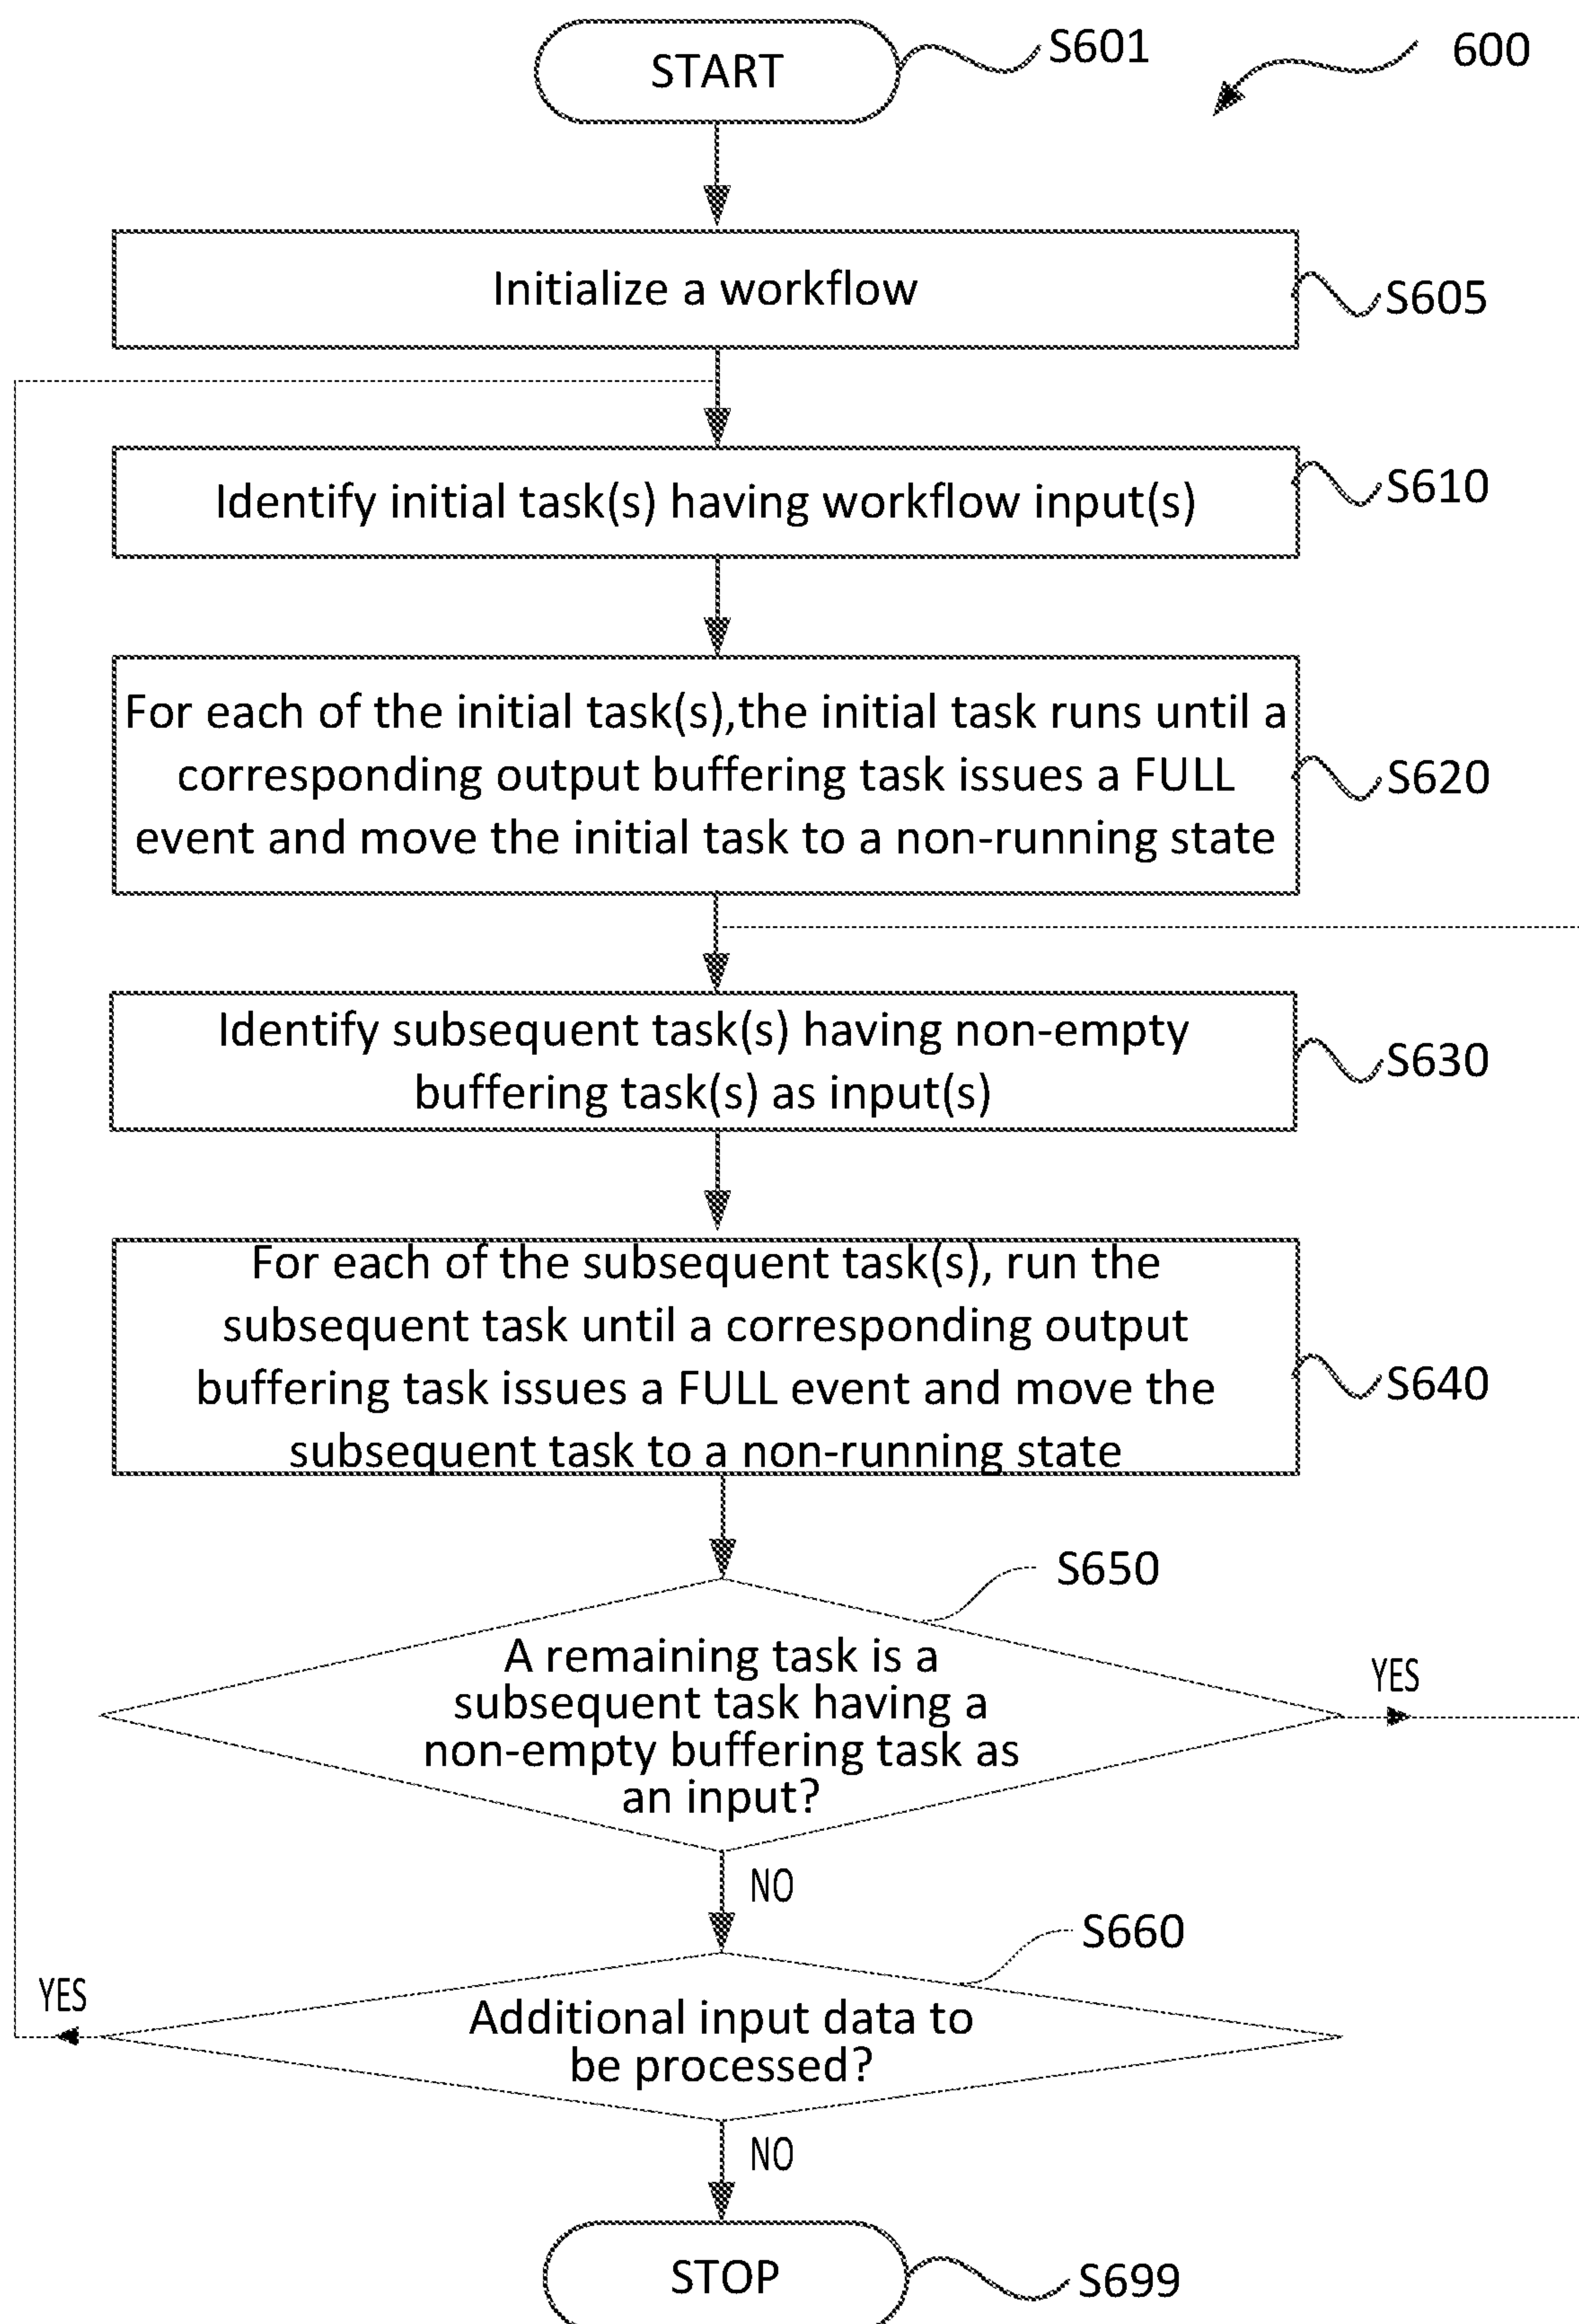 START
S601
600
Initialize a workflow
S605
Identify initial task(s) having workflow input(s)
S610
For each of the initial task(s),the initial task runs until a
corresponding output buffering task issues a FULL
event and move the initial task to a non-running state
S620
Identify subsequent task(s) having non-empty
buffering task(s) as input(s)
S630
For each of the subsequent task(s), run the
subsequent task until a corresponding output
buffering task issues a FULL event and move the
subsequent task to a non-running state
S640
S650
A remaining task is a
subsequent task having a
non-empty buffering task as
an input?
YES
NO
S660
YES
Additional input data to
be processed?
NO
STOP
S699